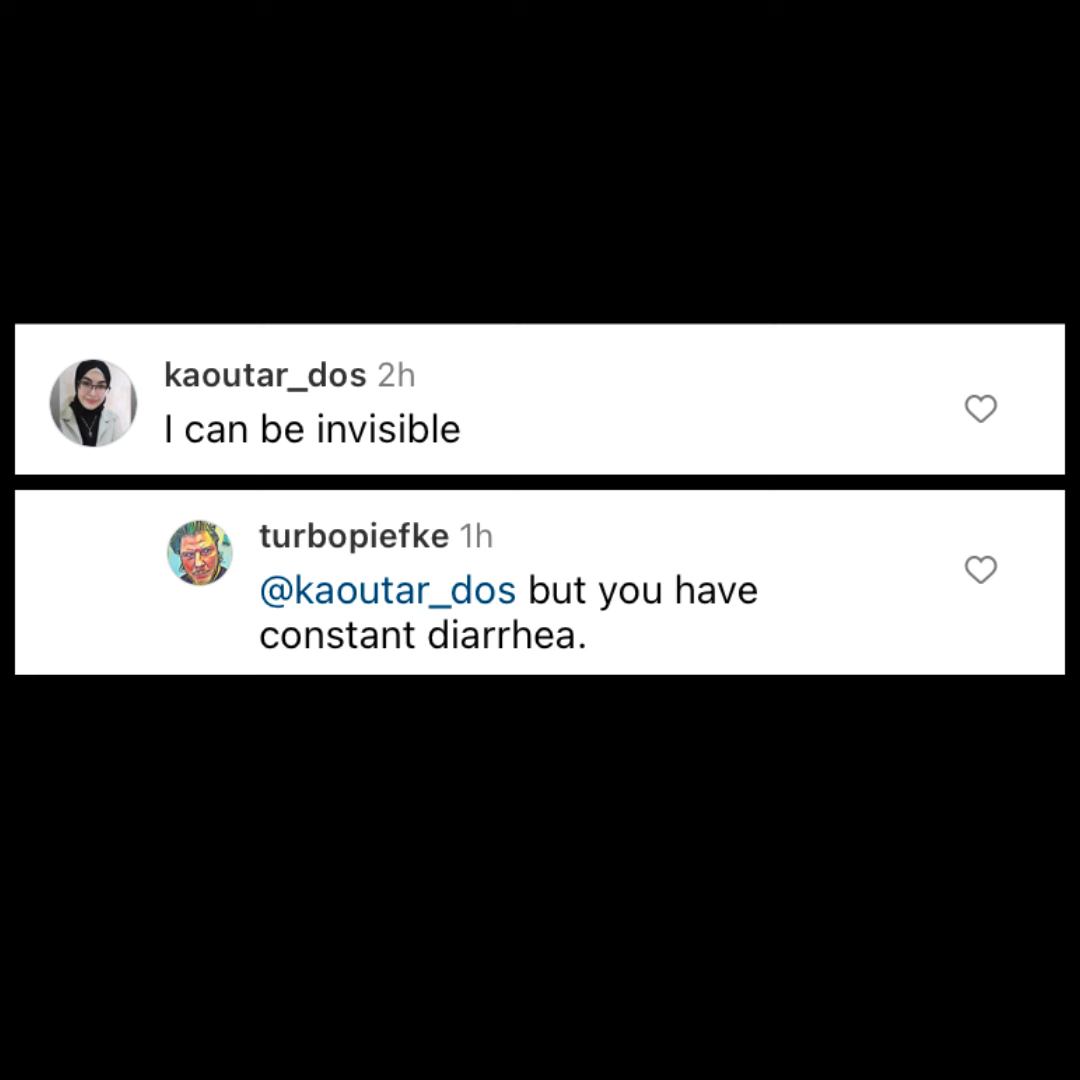 kaoutar_dos 2h
I can be invisible
turbopiefke 1h
@kaoutar_dos but you have
constant diarrhea.